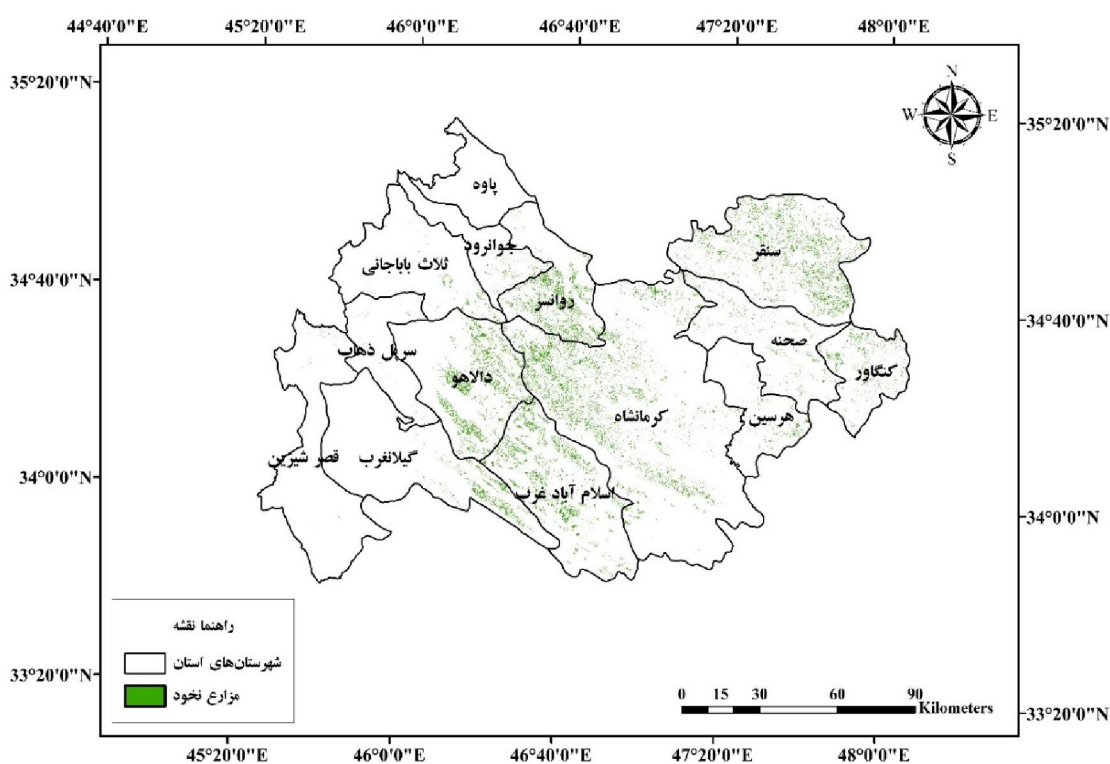 44°40'0"E 45°20'0"E 46°0'0"E 46°40'0"E 47°20'0"E 48°0'0"E
35°20'0"N
35°20'0"N
N
W E
S
پاوه
جوانرود
سنقر
ثلاث باباجانی
34°40'0"N
روانسر
34°40'0"N
صحنه
سرپل ذهاب
کنگاور
دالاهو
کرمانشاه
هرسین
قصر شیرین
گیلانغرب
34°0'0"N
اسلام آباد غرب
34°0'0"N
راهنما نقشه
شهرستان‌های استان
مزارع نخود
33°20'0"N
0 15 30 60 90
Kilometers
33°20'0"N
45°20'0"E 46°0'0"E 46°40'0"E 47°20'0"E 48°0'0"E